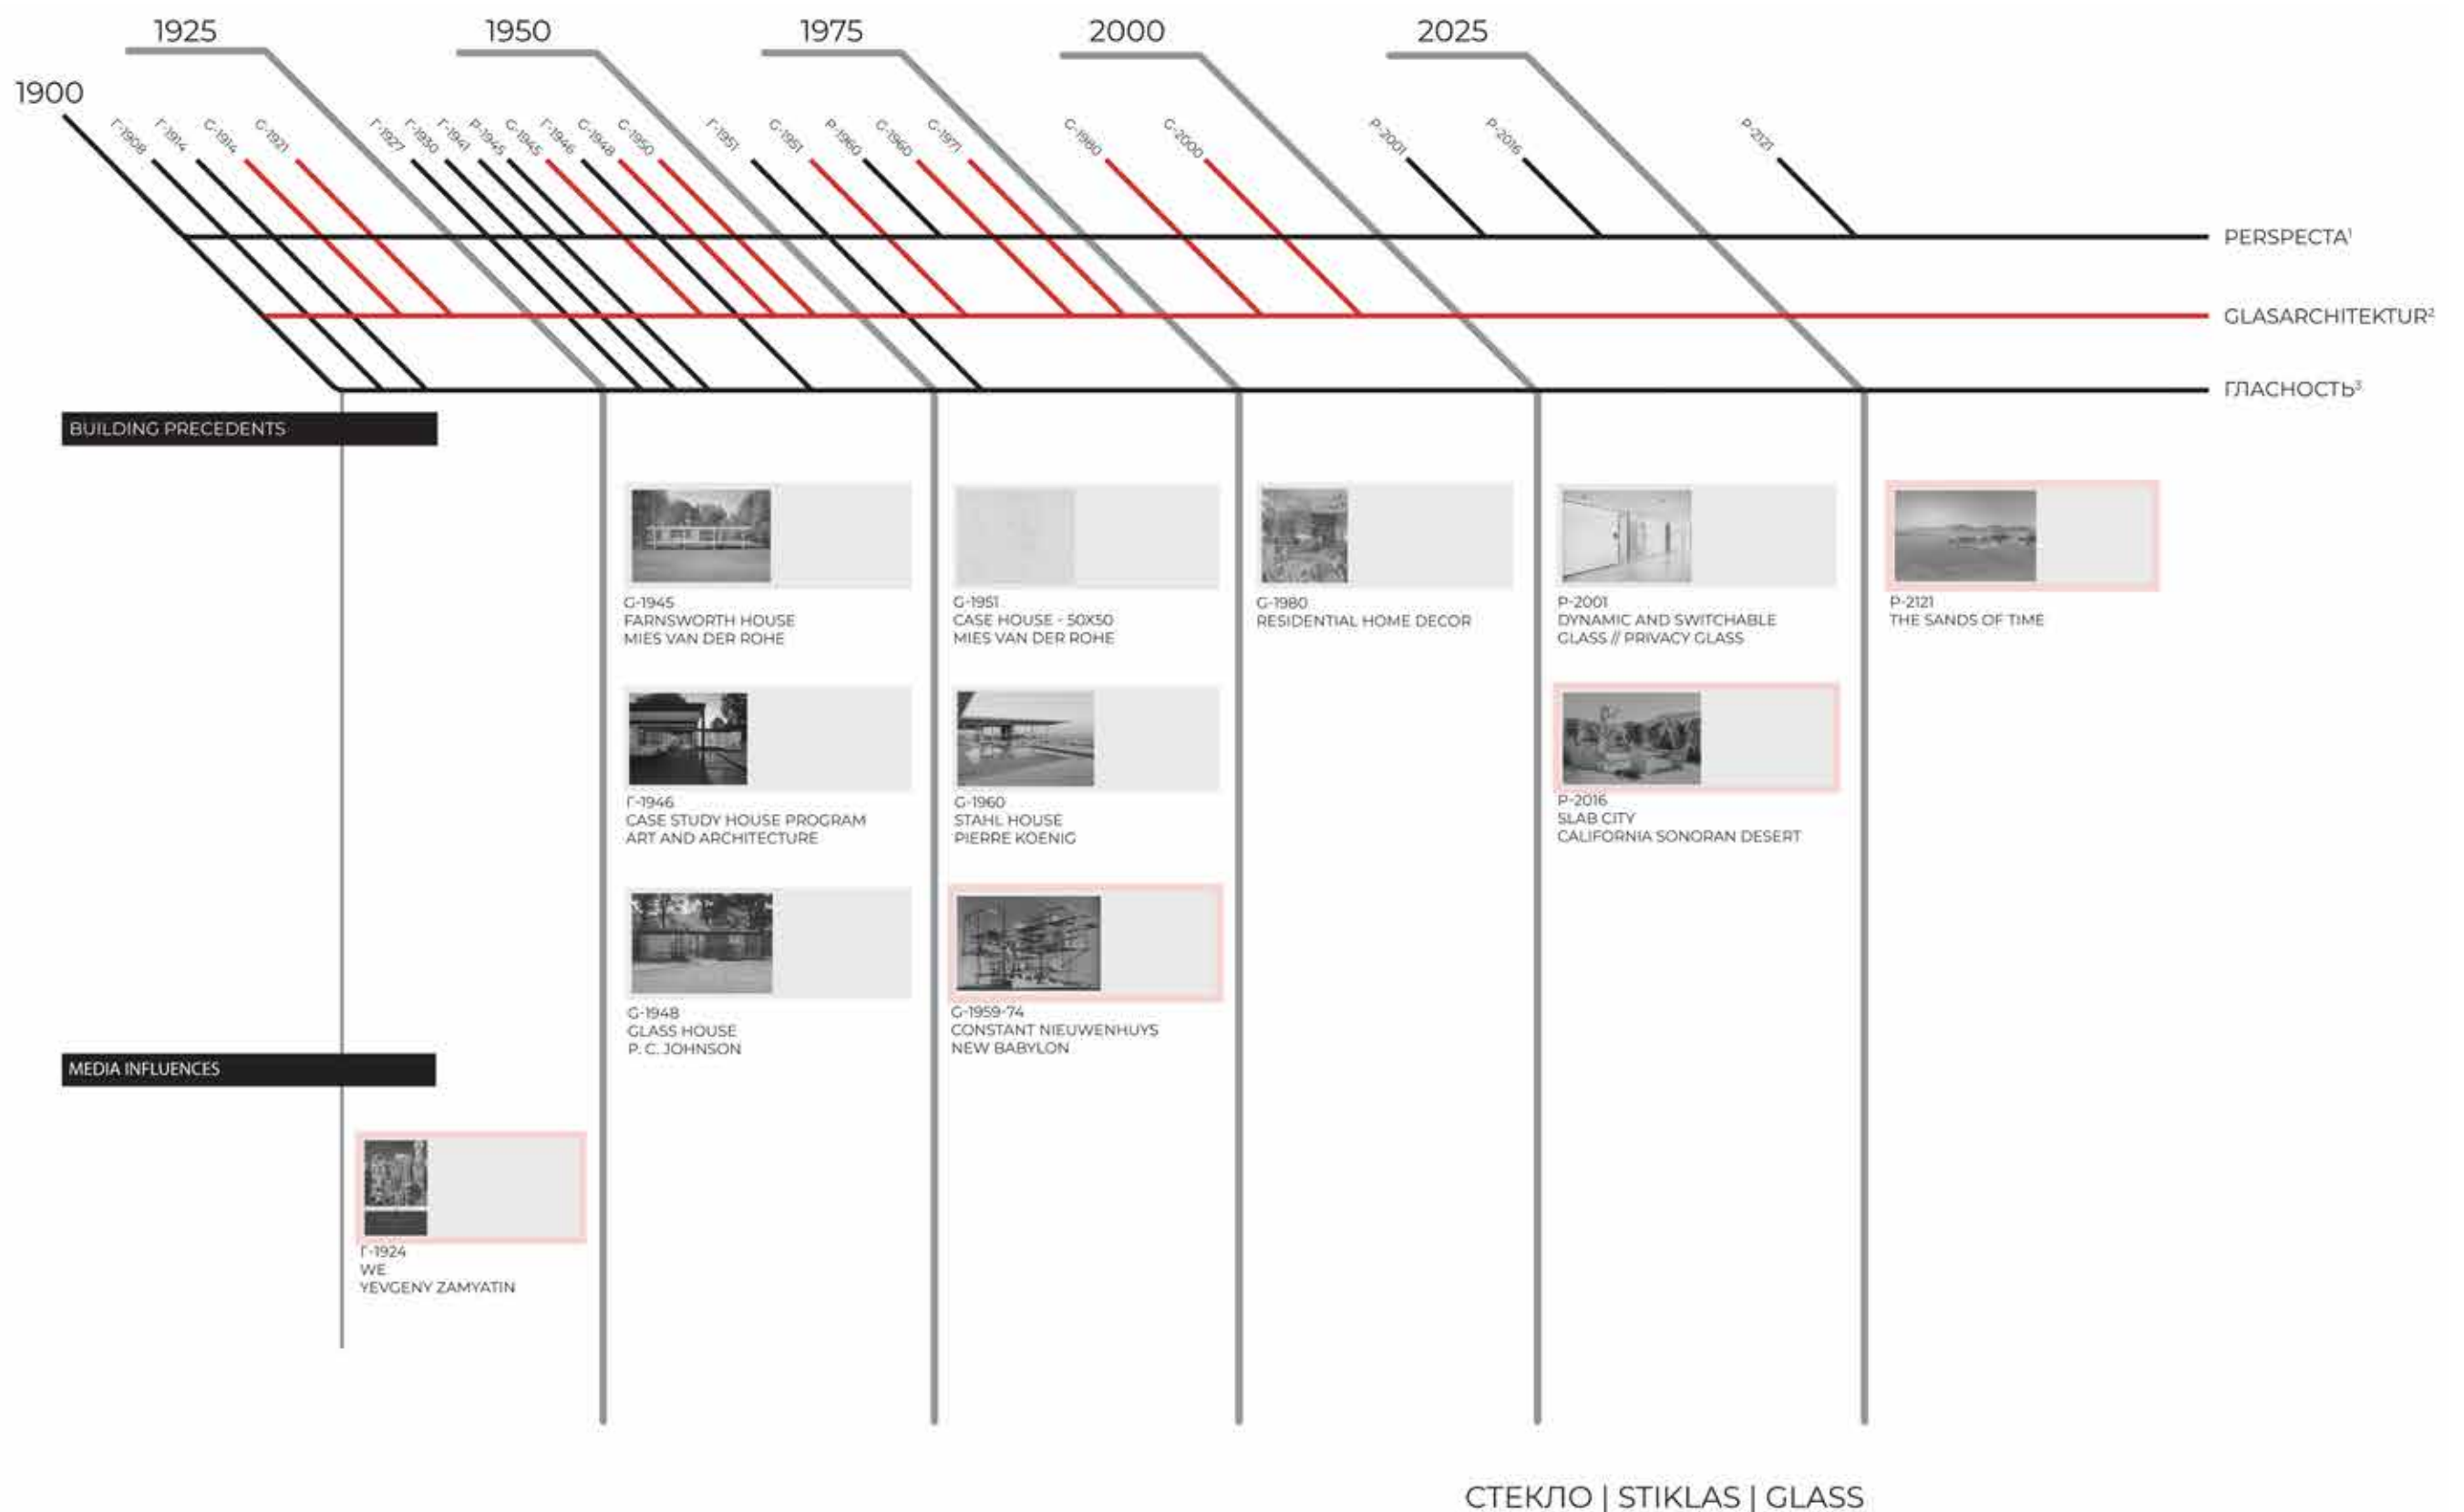 1925
1950
1975
2000
2025
1900
Г-1908
Г-1914
G-1914
G-1921
Г-1927
Г-1930
Г-1941
P-1945
G-1945
Г-1946
G-1948
G-1950
Г-1951
G-1951
P-1960
G-1960
G-1971
G-1980
G-2000
P-2001
P-2016
P-2121
PERSPECTA¹
GLASARCHITEKTUR²
ГЛАСНОСТЬ³
BUILDING PRECEDENTS
G-1945
FARNSWORTH HOUSE
MIES VAN DER ROHE
G-1951
CASE HOUSE - 50X50
MIES VAN DER ROHE
G-1980
RESIDENTIAL HOME DECOR
P-2001
DYNAMIC AND SWITCHABLE
GLASS // PRIVACY GLASS
P-2121
THE SANDS OF TIME
Г-1946
CASE STUDY HOUSE PROGRAM
ART AND ARCHITECTURE
G-1960
STAHL HOUSE
PIERRE KOENIG
P-2016
SLAB CITY
CALIFORNIA SONORAN DESERT
G-1948
GLASS HOUSE
P. C. JOHNSON
G-1959-74
CONSTANT NIEUWENHUYS
NEW BABYLON
MEDIA INFLUENCES
Г-1924
WE
YEVGENY ZAMYATIN
СТЕКЛО | STIKLAS | GLASS